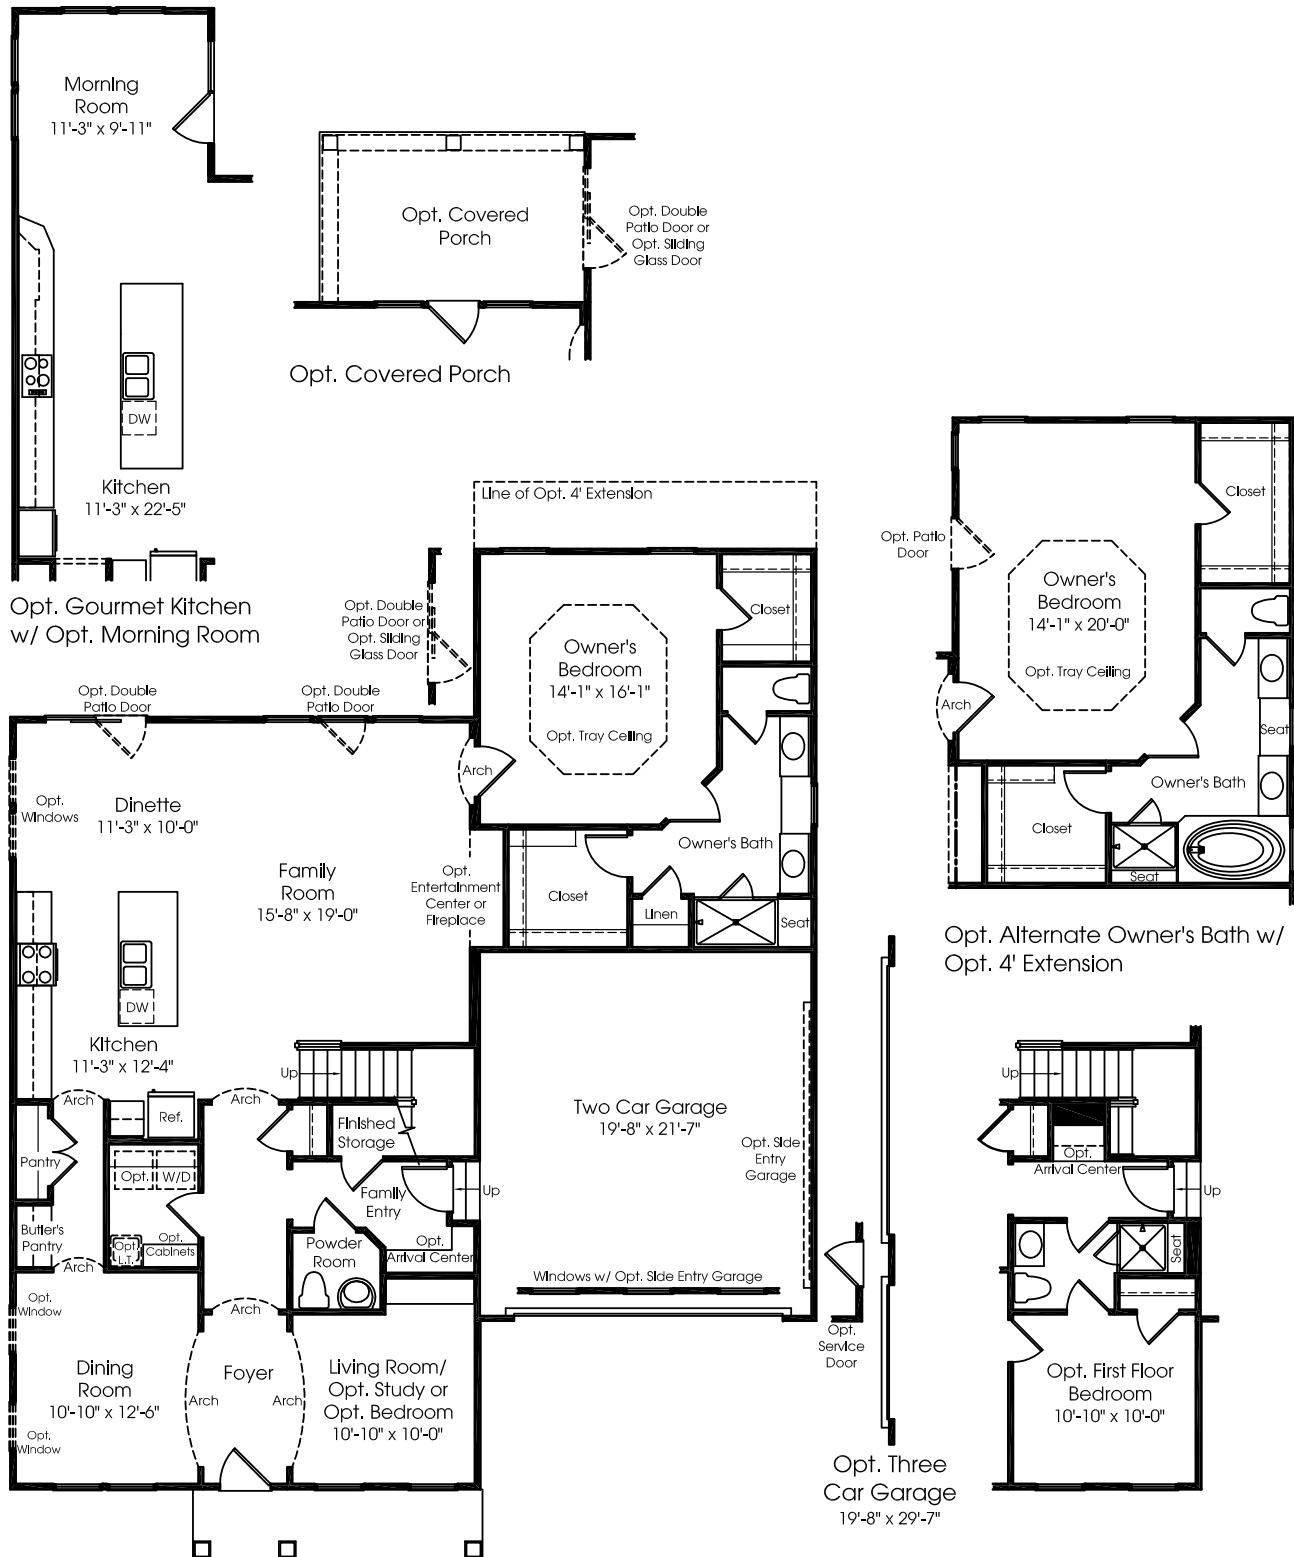 Morning
Room
11'-3" x 9'-11"
DW
Kitchen
11'-3" x 22'-5"
Opt. Gourmet Kitchen
w/ Opt. Morning Room
Opt. Covered
Porch
Opt. Double
Patio Door or
Opt. Sliding
Glass Door
Opt. Covered Porch
Line of Opt. 4' Extension
Opt. Double
Patio Door or
Opt. Sliding
Glass Door
Owner's
Bedroom
14'-1" x 16'-1"
Opt. Tray Ceiling
Closet
Arch
Owner's Bath
Closet
Linen
Seat
Opt. Double
Patio Door
Opt. Double
Patio Door
Opt.
Windows
Dinette
11'-3" x 10'-0"
Family
Room
15'-8" x 19'-0"
Opt.
Entertainment
Center or
Fireplace
DW
Kitchen
11'-3" x 12'-4"
Up
Arch
Arch
Ref.
Finished
Storage
Pantry
Opt.
W/D
Family
Entry
Up
Butler's
Pantry
Opt.
L.T.
Opt.
Cabinets
Powder
Room
Opt.
Arrival Center
Arch
Two Car Garage
19'-8" x 21'-7"
Opt. Side
Entry
Garage
Windows w/ Opt. Side Entry Garage
Opt.
Window
Arch
Dining
Room
10'-10" x 12'-6"
Arch
Foyer
Arch
Living Room/
Opt. Study or
Opt. Bedroom
10'-10" x 10'-0"
Opt.
Window
Opt.
Service
Door
Opt. Three
Car Garage
19'-8" x 29'-7"
Opt. Patio
Door
Owner's
Bedroom
14'-1" x 20'-0"
Opt. Tray Ceiling
Closet
Arch
Seat
Owner's Bath
Closet
Seat
Opt. Alternate Owner's Bath w/
Opt. 4' Extension
Up
Opt.
Arrival Center
Up
Seat
Opt. First Floor
Bedroom
10'-10" x 10'-0"